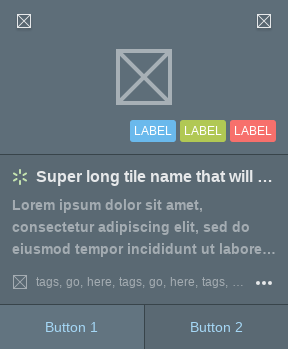 LABEL LABEL LABEL
Super long tile name that will …
Lorem ipsum dolor sit amet,
consectetur adipiscing elit, sed do
eiusmod tempor incididunt ut labore…
tags, go, here, tags, go, here, tags, …
Button 1 Button 2